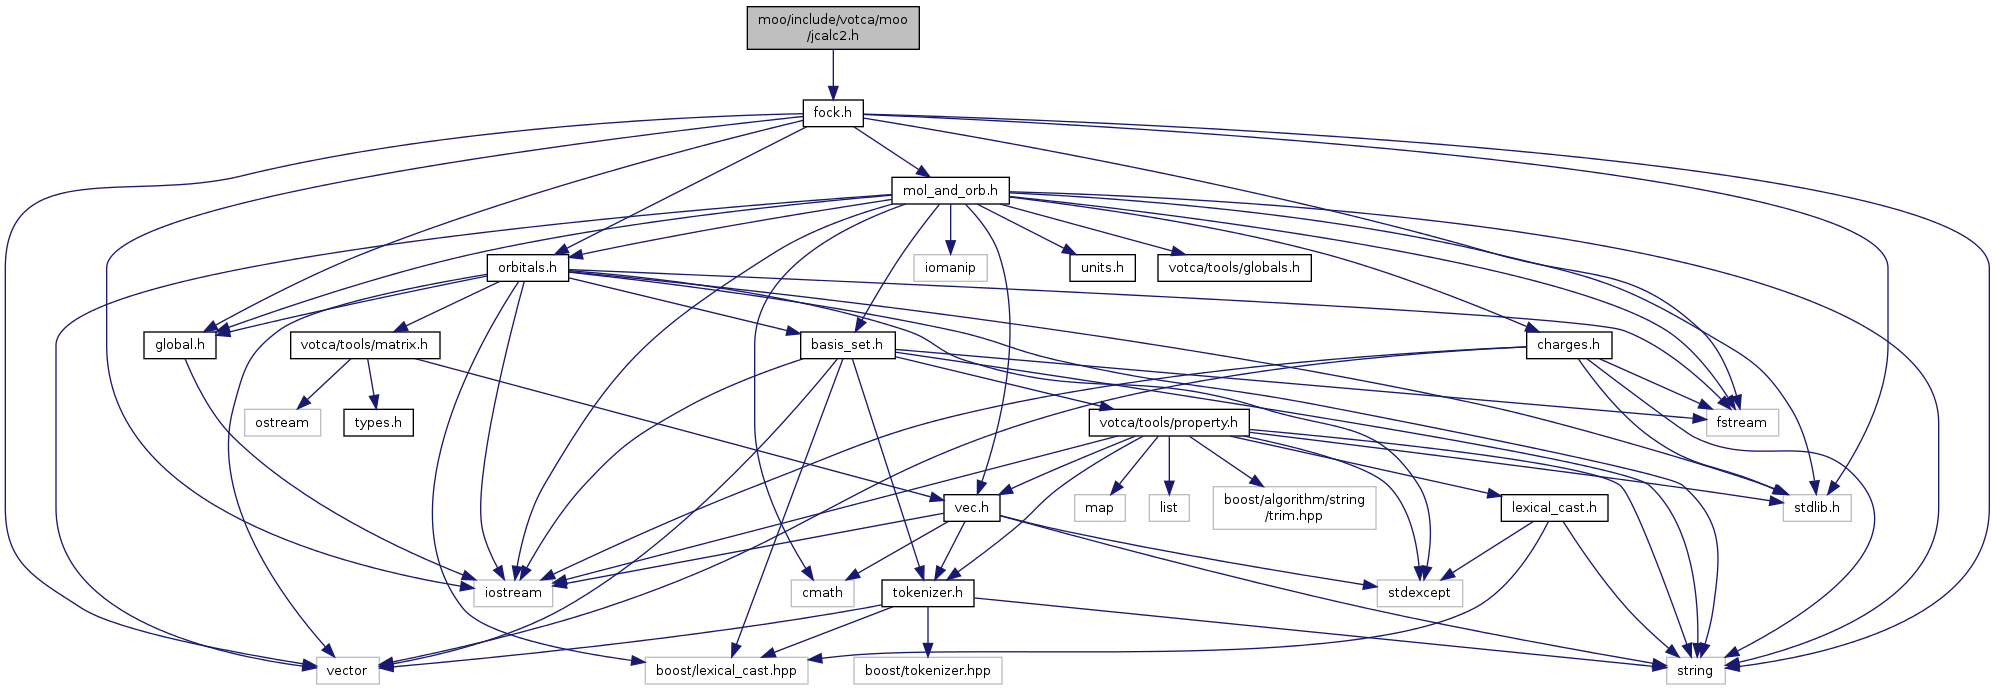 moo/include/votca/moo
/jcalc2.h
fock.h
mol_and_orb.h
orbitals.h
iomanip
units.h
votca/tools/globals.h
global.h
votca/tools/matrix.h
basis_set.h
charges.h
ostream
types.h
votca/tools/property.h
fstream
vec.h
map
list
boost/algorithm/string
/trim.hpp
lexical_cast.h
stdlib.h
iostream
cmath
tokenizer.h
stdexcept
vector
boost/lexical_cast.hpp
boost/tokenizer.hpp
string